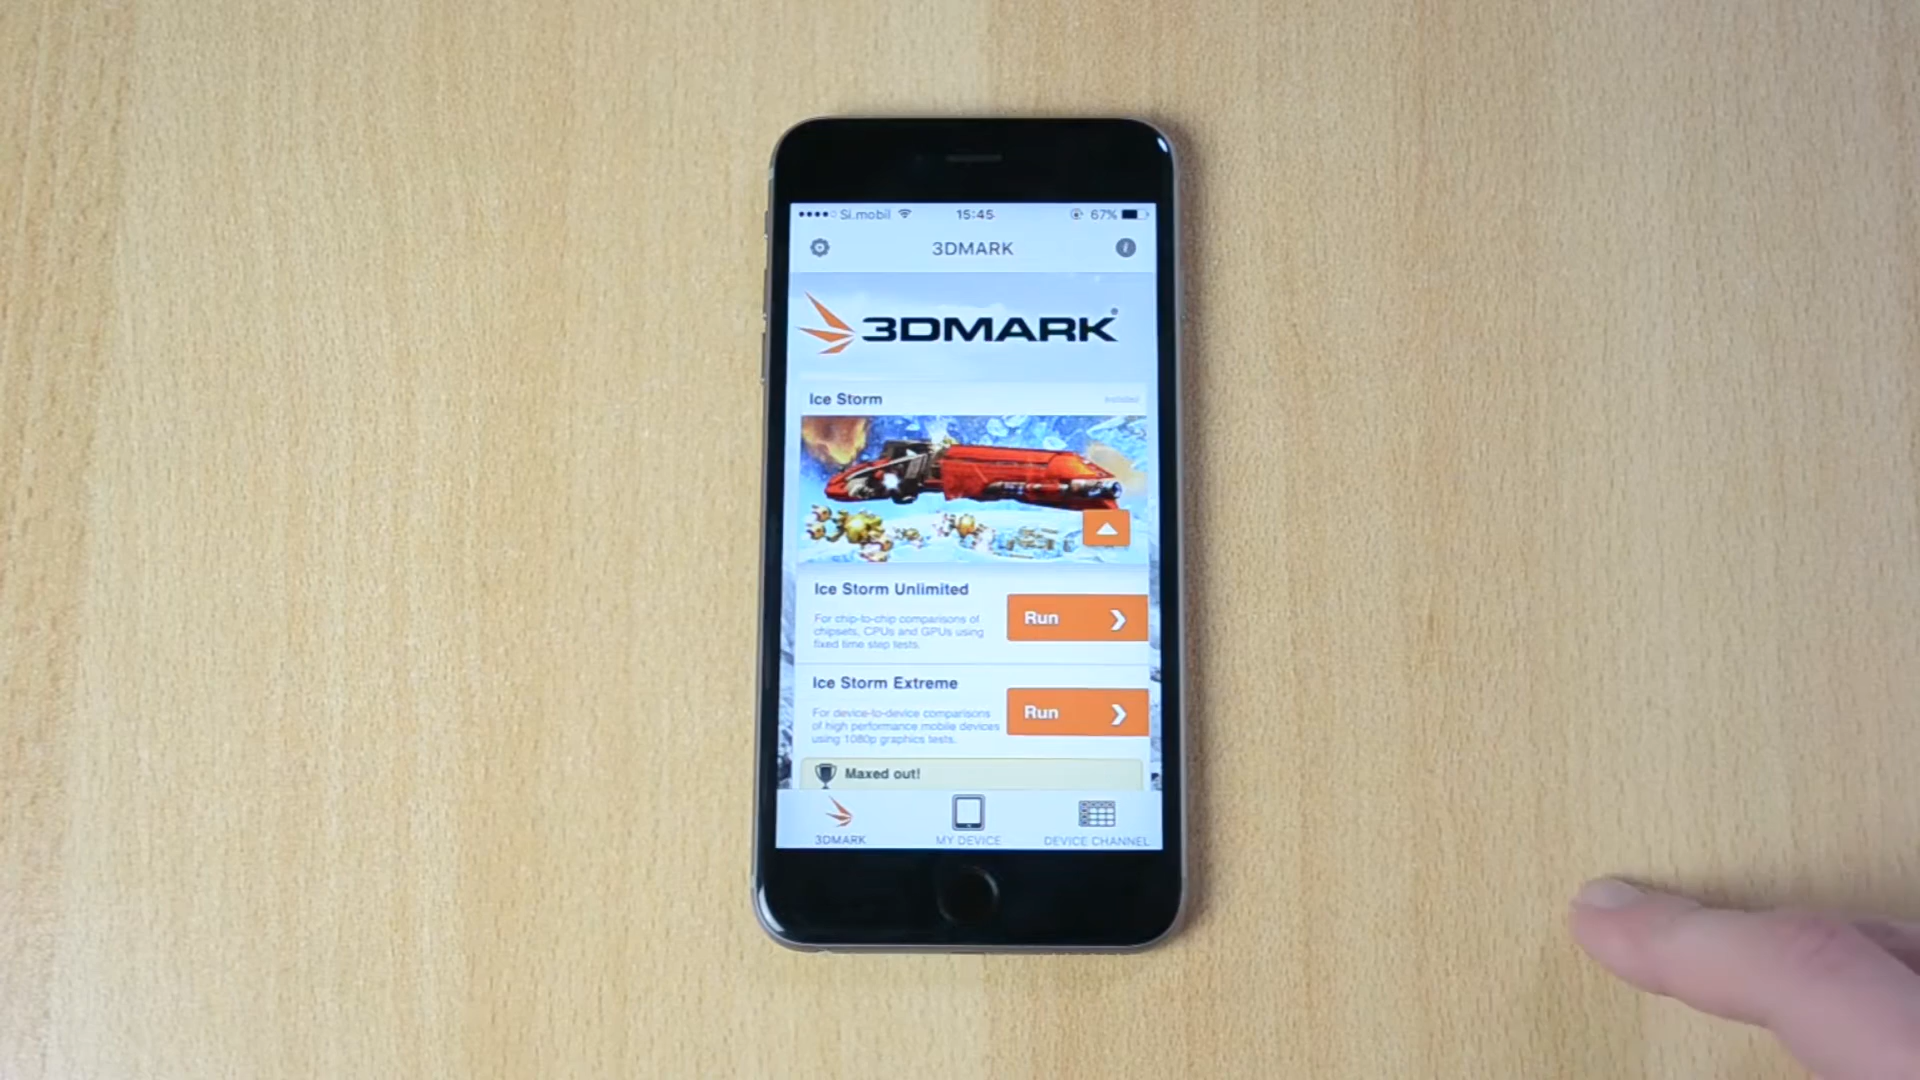 Si.mobil 15:45 67%
3DMARK
3DMARK®
Ice Storm
Ice Storm Unlimited
For chip-to-chip comparisons of
chipsets, CPUs and GPUs using
fixed time step tests.
Run
Ice Storm Extreme
For device-to-device comparisons
of high performance mobile devices
using 1080p graphics tests.
Run
Maxed out!
3DMARK MY DEVICE DEVICE CHANNEL